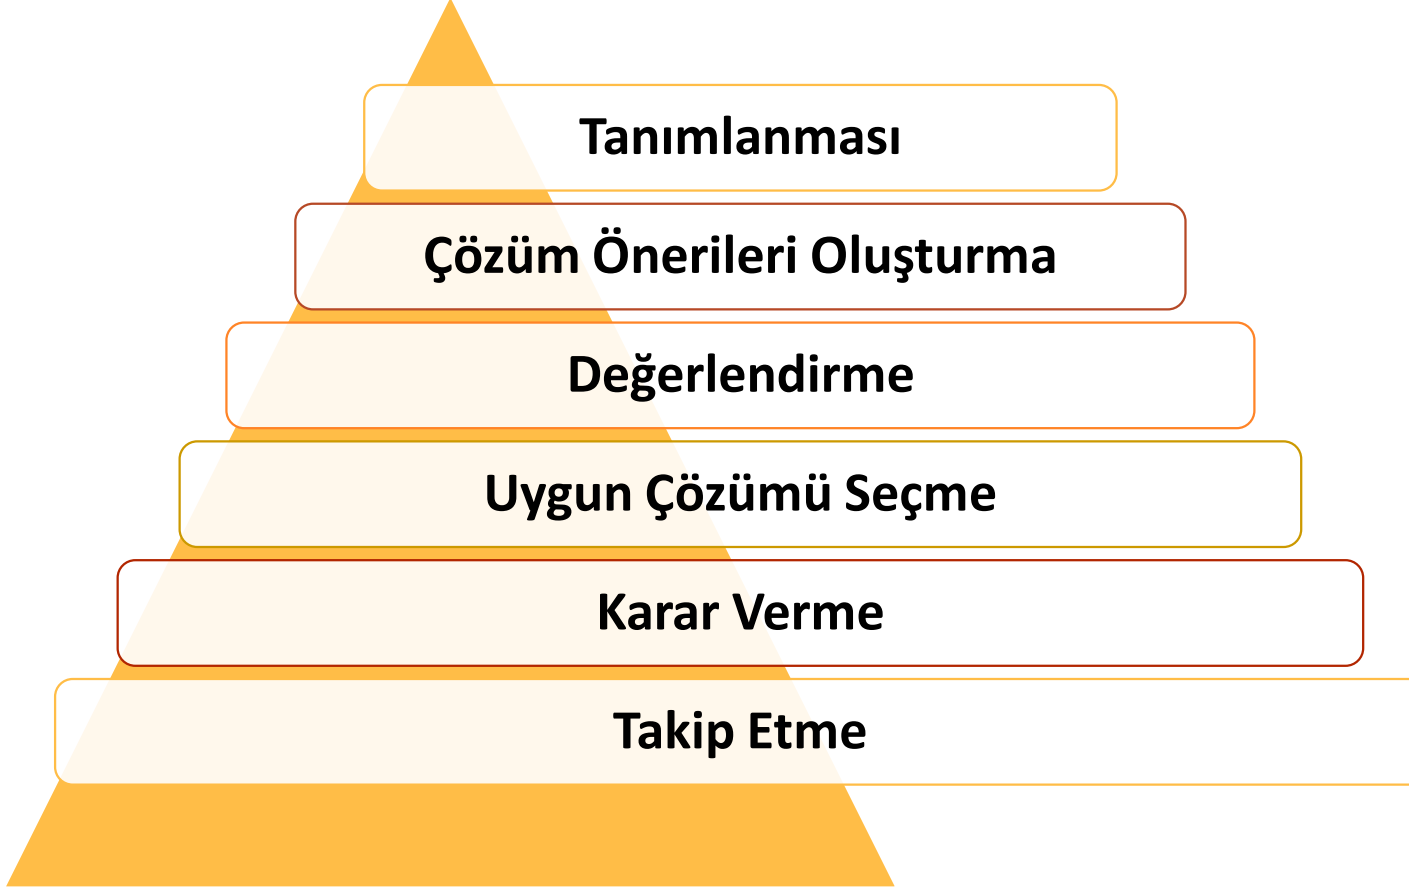 Tanımlanması
Çözüm Önerileri Oluşturma
Değerlendirme
Uygun Çözümü Seçme
Karar Verme
Takip Etme